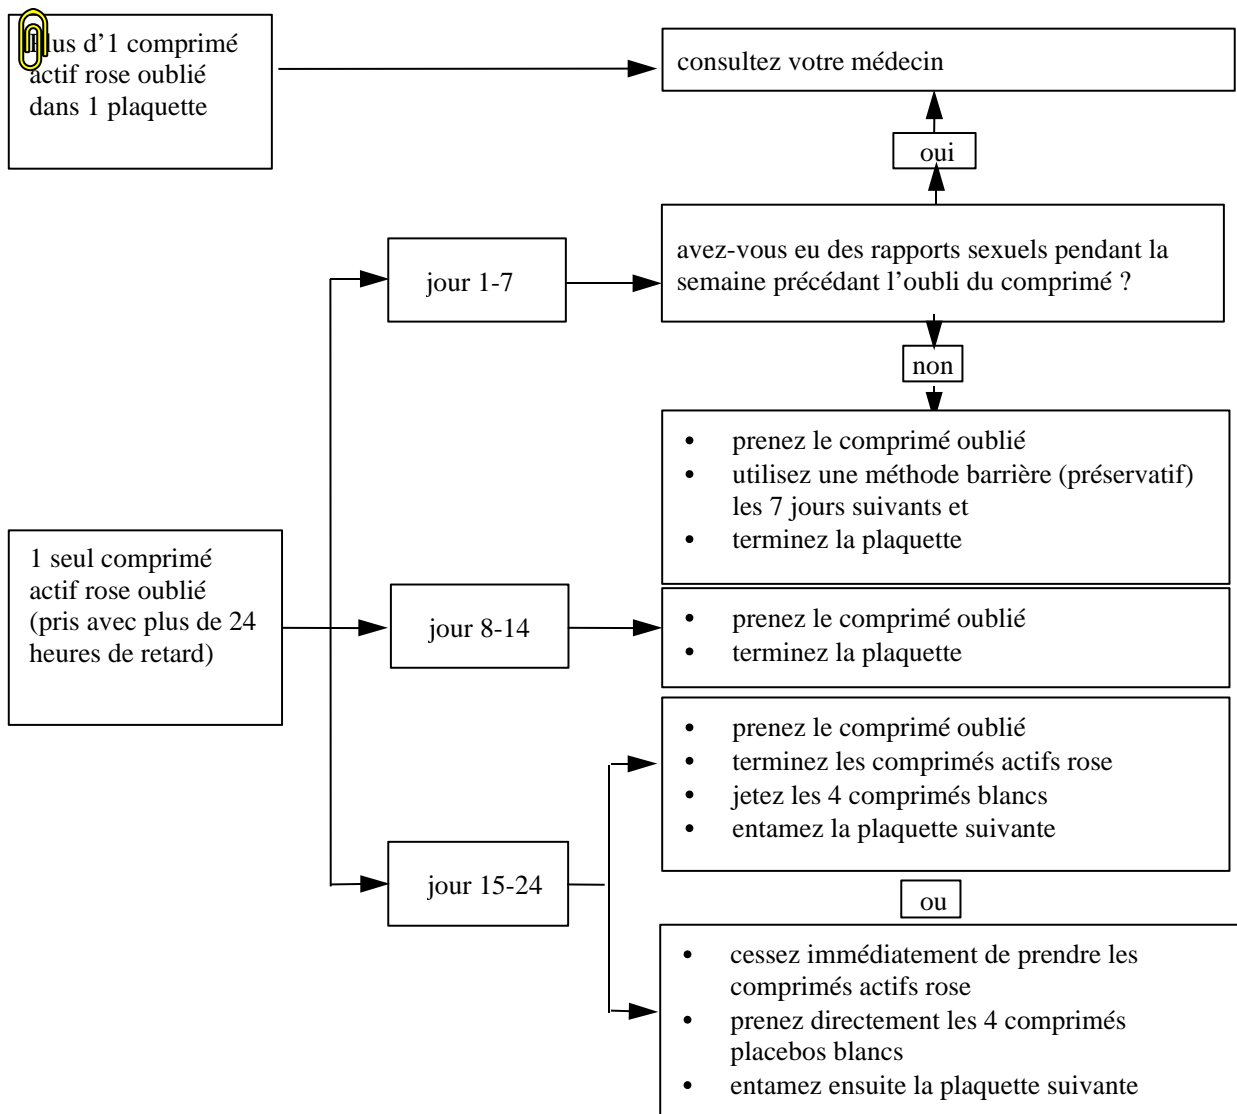 Plus d’1 comprimé
actif rose oublié
dans 1 plaquette
consultez votre médecin
oui
avez-vous eu des rapports sexuels pendant la
semaine précédant l’oubli du comprimé ?
jour 1-7
non
• prenez le comprimé oublié
• utilisez une méthode barrière (préservatif)
les 7 jours suivants et
• terminez la plaquette
1 seul comprimé
actif rose oublié
(pris avec plus de 24
heures de retard)
jour 8-14
• prenez le comprimé oublié
• terminez la plaquette
jour 15-24
• prenez le comprimé oublié
• terminez les comprimés actifs rose
• jetez les 4 comprimés blancs
• entamez la plaquette suivante
ou
• cessez immédiatement de prendre les
comprimés actifs rose
• prenez directement les 4 comprimés
placebos blancs
• entamez ensuite la plaquette suivante